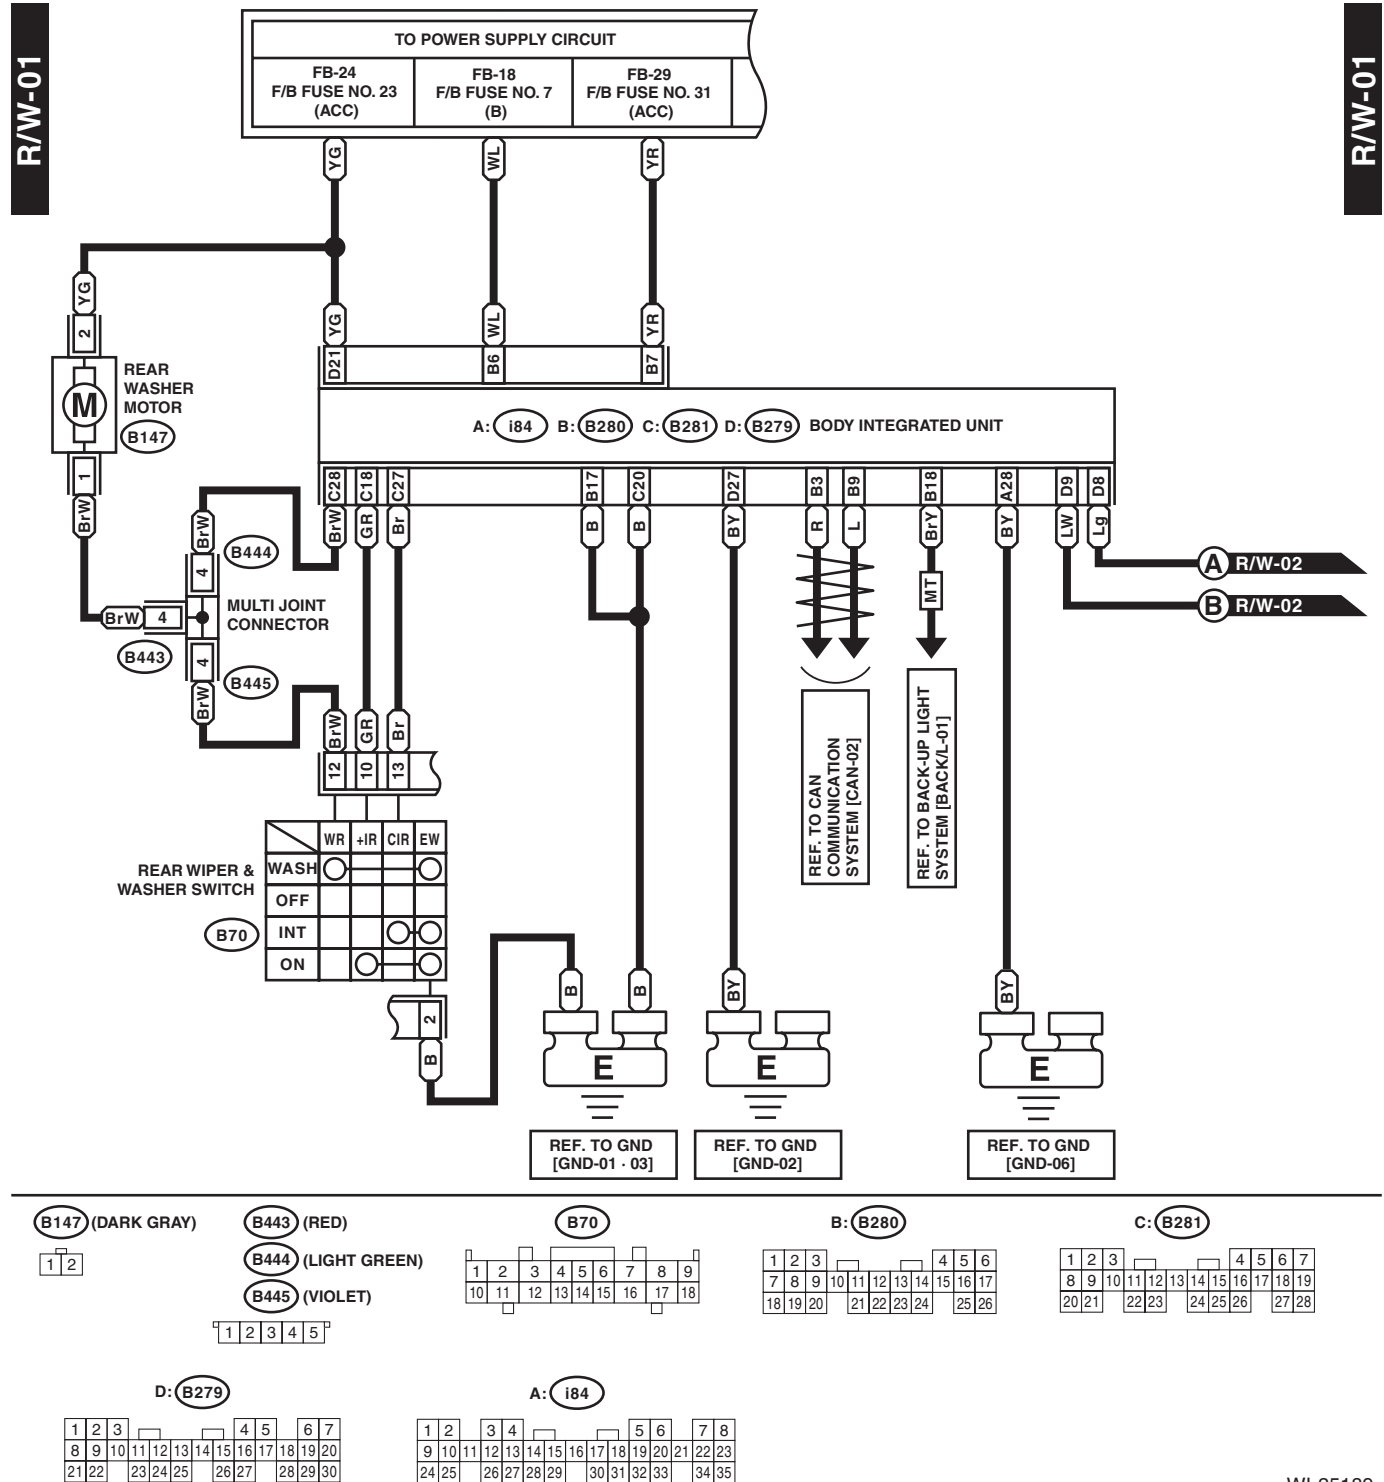 R/W-01
R/W-01
TO POWER SUPPLY CIRCUIT
FB-24
F/B FUSE NO. 23
(ACC)
FB-18
F/B FUSE NO. 7
(B)
FB-29
F/B FUSE NO. 31
(ACC)
YG
WL
YR
YG
YG
WL
YR
2
D21
B6
B7
REAR
WASHER
MOTOR
M
B147
1
BrW
A: i84 B: B280 C: B281 D: B279 BODY INTEGRATED UNIT
C28
C18
C27
B17
C20
D27
B3
B9
B18
A28
D9
D8
BrW
GR
Br
B
B
BY
R
L
BrY
BY
LW
Lg
BrW
B444
4
MT
A R/W-02
B R/W-02
MULTI JOINT
CONNECTOR
BrW 4
B443
4
B445
BrW
BrW
GR
Br
12
10
13
REF. TO CAN
COMMUNICATION
SYSTEM [CAN-02]
REF. TO BACK-UP LIGHT
SYSTEM [BACK/L-01]
WR +IR CIR EW
REAR WIPER &
WASHER SWITCH
B70
WASH
OFF
INT
ON
2
B
B
B
BY
BY
E
E
E
REF. TO GND
[GND-01 · 03]
REF. TO GND
[GND-02]
REF. TO GND
[GND-06]
B147 (DARK GRAY)
1 2
B443 (RED)
B444 (LIGHT GREEN)
B445 (VIOLET)
1 2 3 4 5
B70
1 2 3 4 5 6 7 8 9
10 11 12 13 14 15 16 17 18
B: B280
1 2 3 4 5 6
7 8 9 10 11 12 13 14 15 16 17
18 19 20 21 22 23 24 25 26
C: B281
1 2 3 4 5 6 7
8 9 10 11 12 13 14 15 16 17 18 19
20 21 22 23 24 25 26 27 28
D: B279
1 2 3 4 5 6 7
8 9 10 11 12 13 14 15 16 17 18 19 20
21 22 23 24 25 26 27 28 29 30
A: i84
1 2 3 4 5 6 7 8
9 10 11 12 13 14 15 16 17 18 19 20 21 22 23
24 25 26 27 28 29 30 31 32 33 34 35